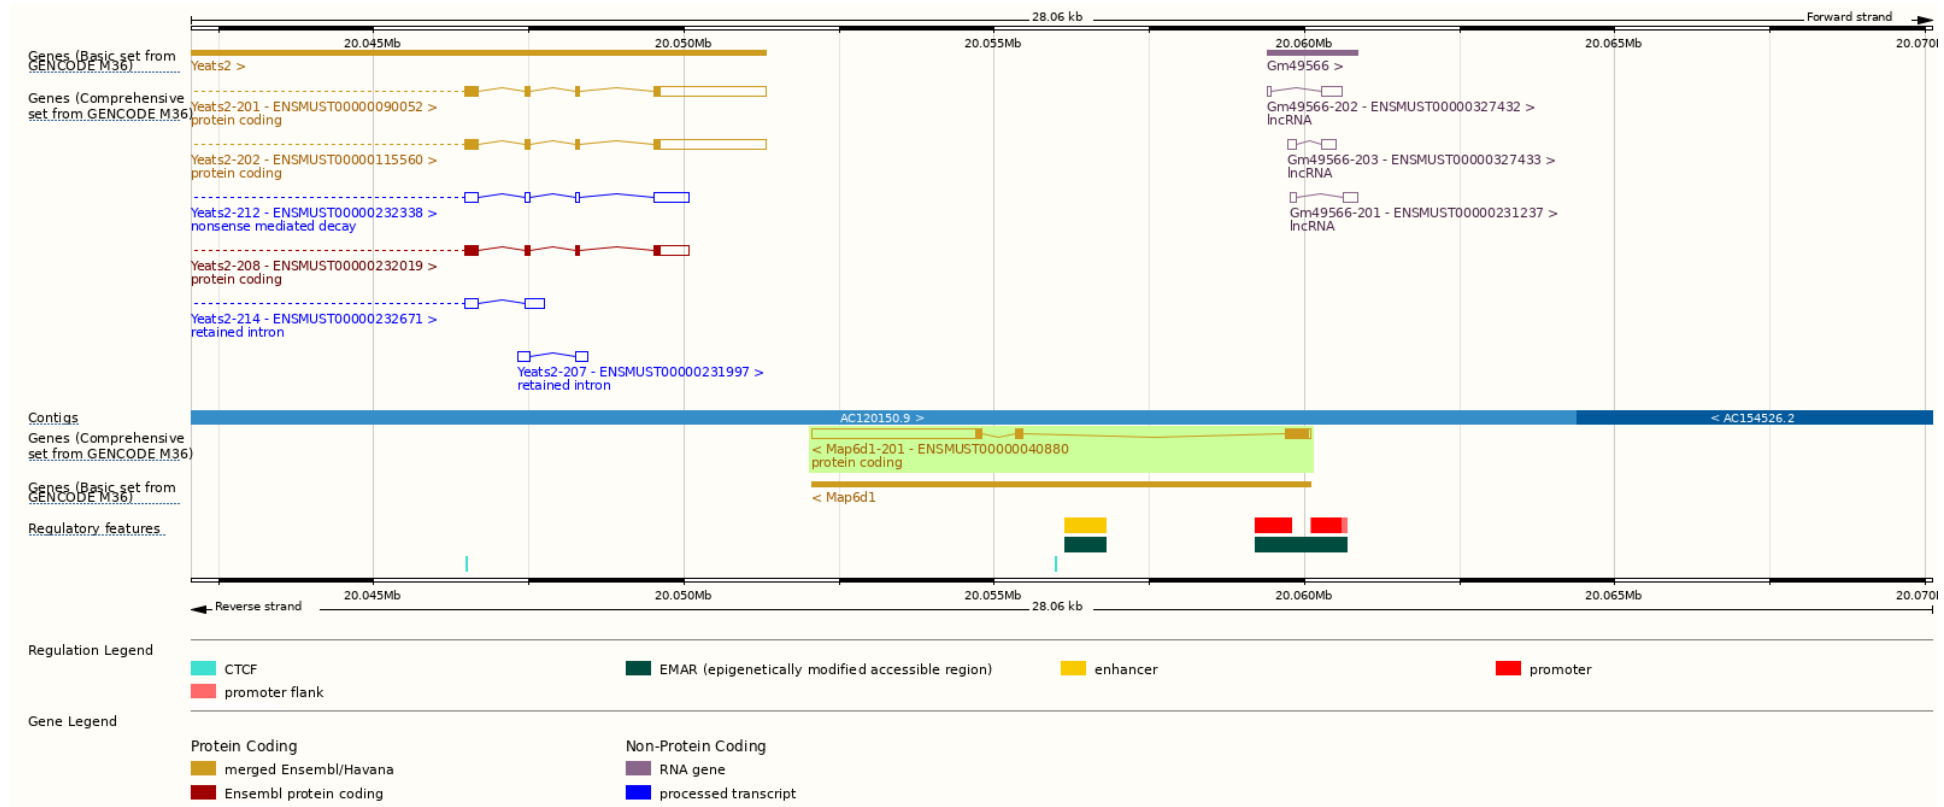 28.06 kb Forward strand
20.045Mb 20.050Mb 20.055Mb 20.060Mb 20.065Mb 20.070
Genes (Basic set from
GENCODE M36)
Yeats2 > Gm49566 >
Genes (Comprehensive
set from GENCODE M36)
Yeats2-201 - ENSMUST00000090052 > Gm49566-202 - ENSMUST00000327432 >
protein coding lncRNA
Yeats2-202 - ENSMUST00000115560 > Gm49566-203 - ENSMUST00000327433 >
protein coding lncRNA
Yeats2-212 - ENSMUST00000232338 > Gm49566-201 - ENSMUST00000231237 >
nonsense mediated decay lncRNA
Yeats2-208 - ENSMUST00000232019 >
protein coding
Yeats2-214 - ENSMUST00000232671 >
retained intron
Yeats2-207 - ENSMUST00000231997 >
retained intron
Contigs AC120150.9 > < AC154526.2
Genes (Comprehensive
set from GENCODE M36)
< Map6d1-201 - ENSMUST00000040880
protein coding
Genes (Basic set from
GENCODE M36)
< Map6d1
Regulatory features
20.045Mb 20.050Mb 20.055Mb 20.060Mb 20.065Mb 20.070
Reverse strand 28.06 kb
Regulation Legend
CTCF EMAR (epigenetically modified accessible region) enhancer promoter
promoter flank
Gene Legend
Protein Coding Non-Protein Coding
merged Ensembl/Havana RNA gene
Ensembl protein coding processed transcript